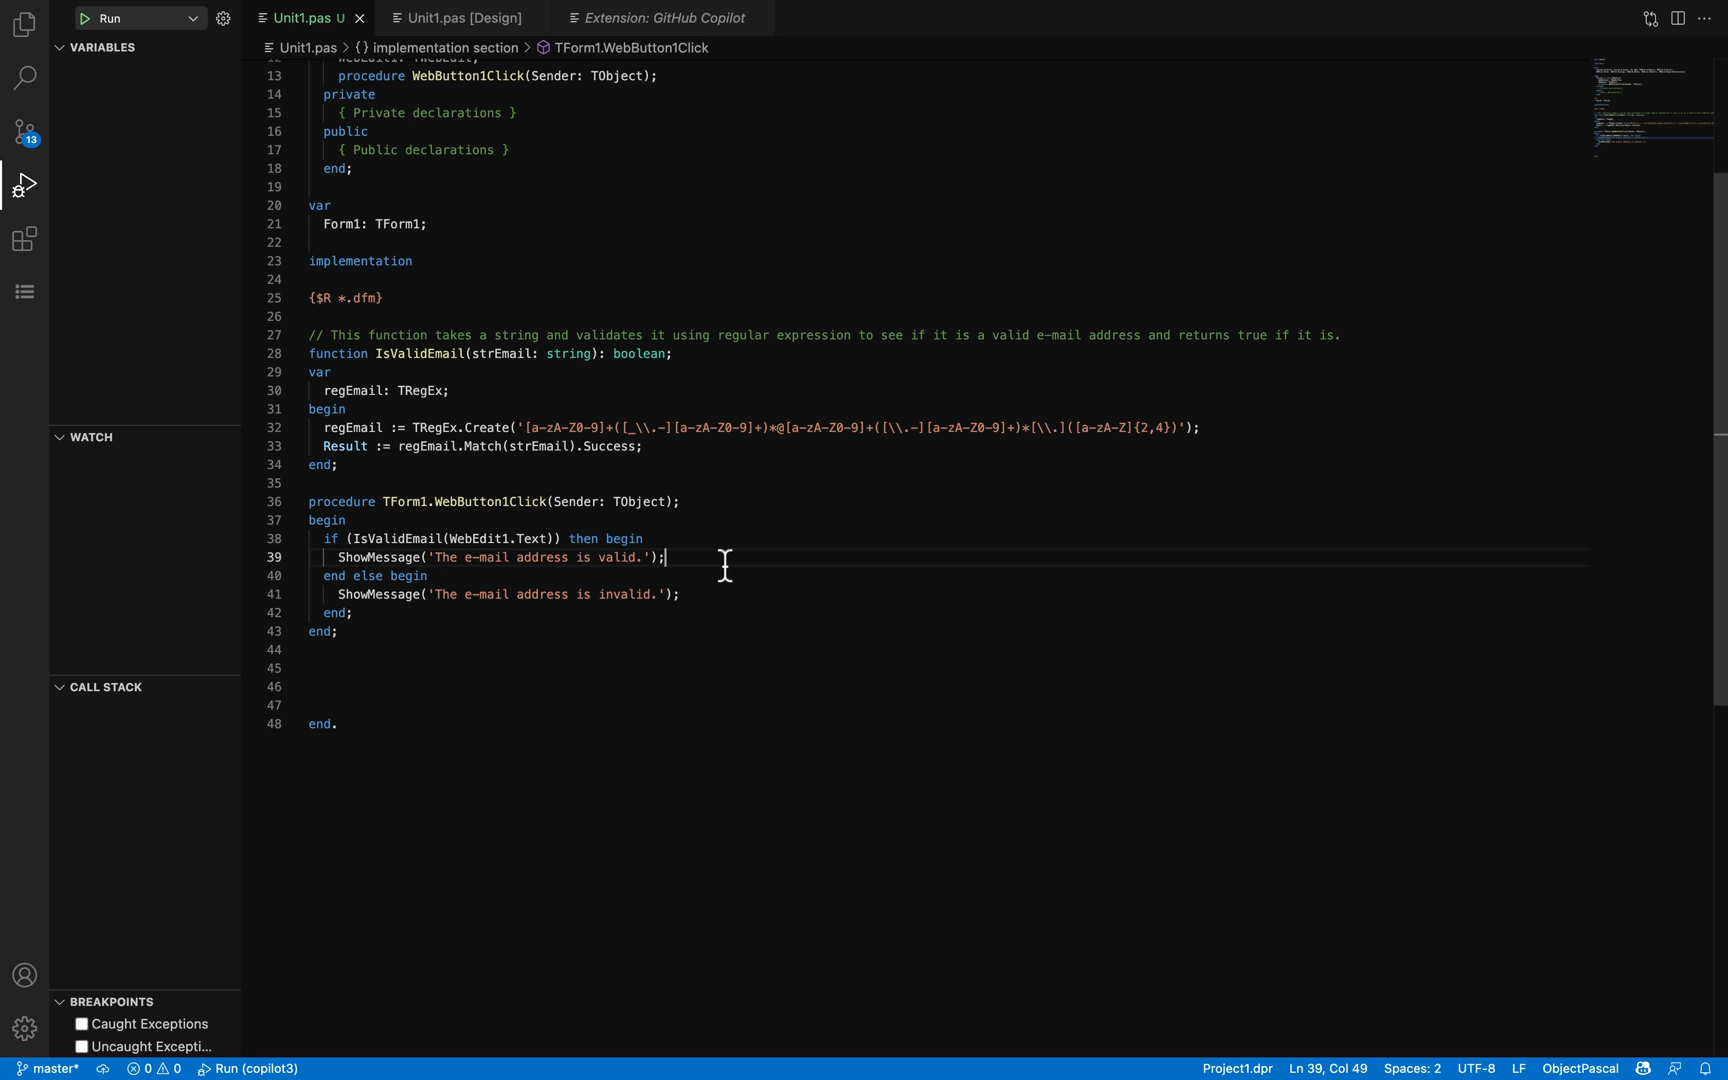 Run
Unit1.pas U
Unit1.pas [Design]
Extension: GitHub Copilot
VARIABLES
Unit1.pas > {} implementation section > TForm1.WebButton1Click
12 WebEdit1: TWebEdit;
13 procedure WebButton1Click(Sender: TObject);
14 private
15 { Private declarations }
16 public
17 { Public declarations }
18 end;
19
20 var
21 Form1: TForm1;
22
23 implementation
24
25 {$R *.dfm}
26
27 // This function takes a string and validates it using regular expression to see if it is a valid e-mail address and returns true if it is.
28 function IsValidEmail(strEmail: string): boolean;
29 var
30 regEmail: TRegEx;
31 begin
32 regEmail := TRegEx.Create('[a-zA-Z0-9]+([_\\.-][a-zA-Z0-9]+)*@[a-zA-Z0-9]+([\\.-][a-zA-Z0-9]+)*[\\.]([a-zA-Z]{2,4})');
33 Result := regEmail.Match(strEmail).Success;
34 end;
35
36 procedure TForm1.WebButton1Click(Sender: TObject);
37 begin
38 if (IsValidEmail(WebEdit1.Text)) then begin
39 ShowMessage('The e-mail address is valid.');
40 end else begin
41 ShowMessage('The e-mail address is invalid.');
42 end;
43 end;
44
45
46
47
48 end.
13
WATCH
CALL STACK
BREAKPOINTS
Caught Exceptions
Uncaught Excepti...
master*
0 0
Run (copilot3)
Project1.dpr
Ln 39, Col 49
Spaces: 2
UTF-8
LF
ObjectPascal